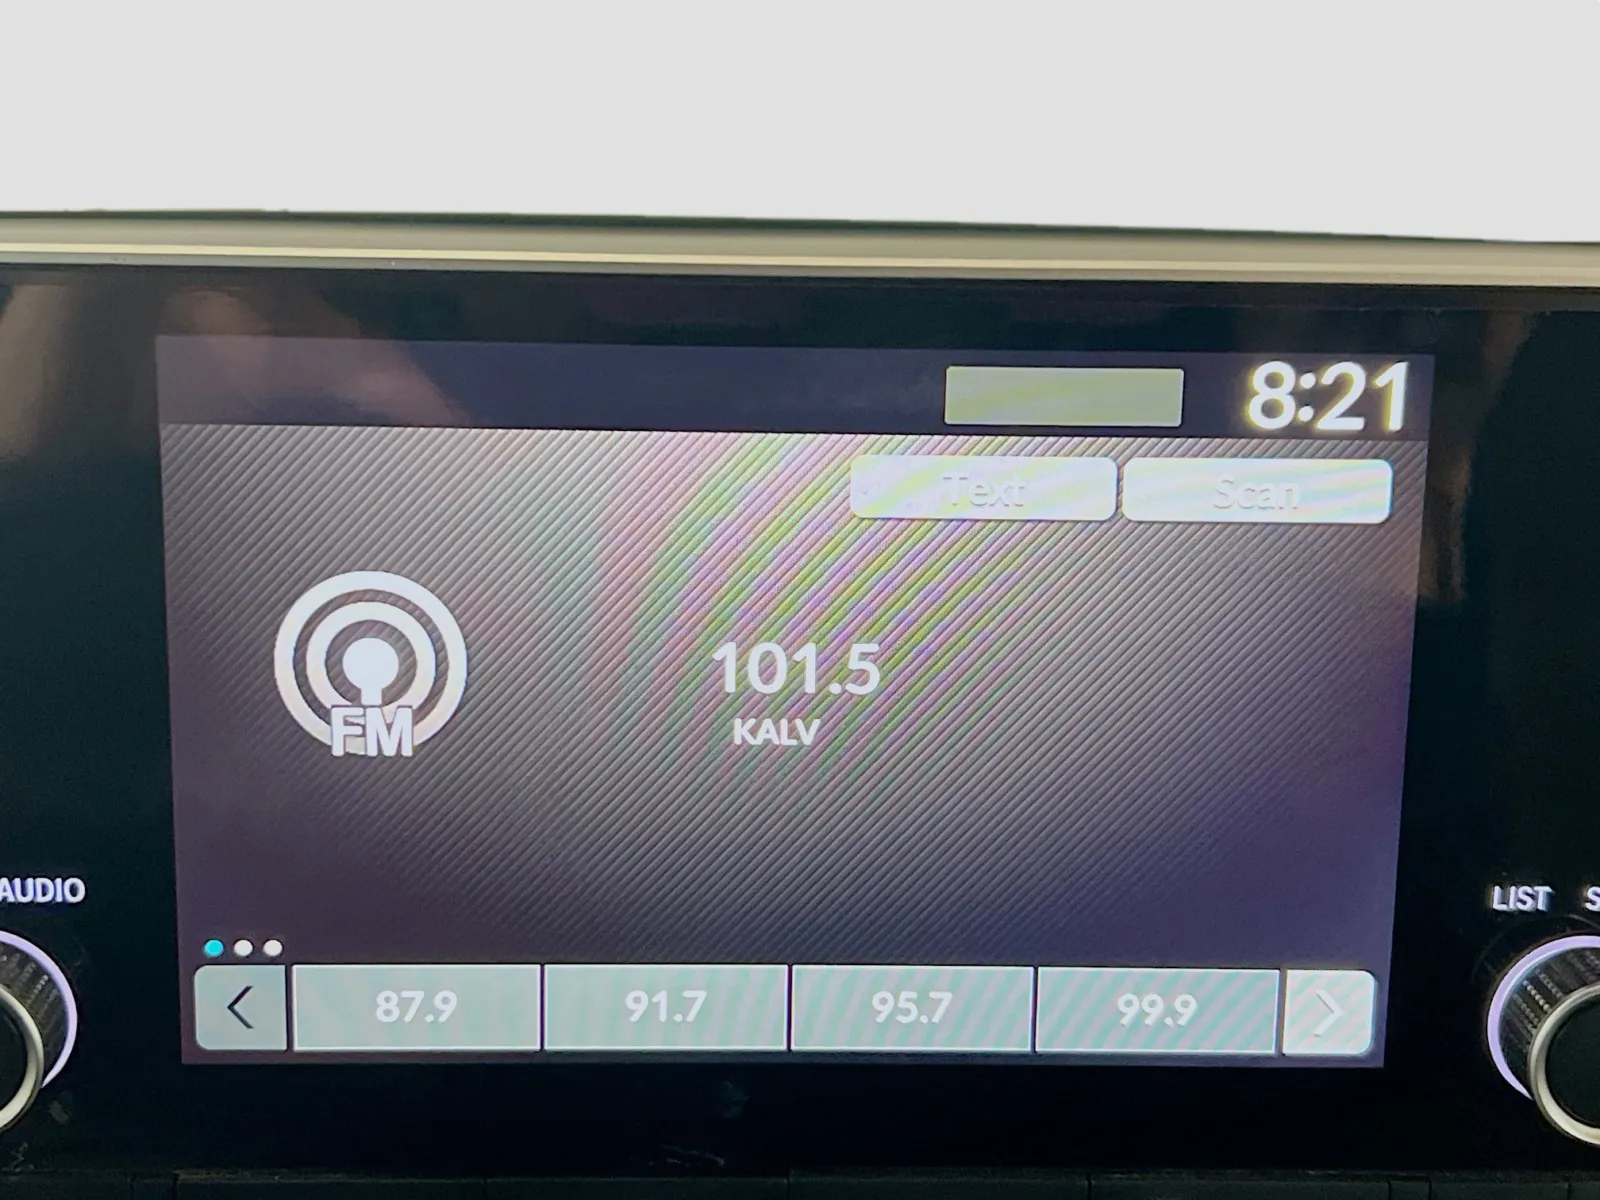 8:21
Text Scan
FM
101.5
KALV
AUDIO
LIST
87.9 91.7 95.7 99.9